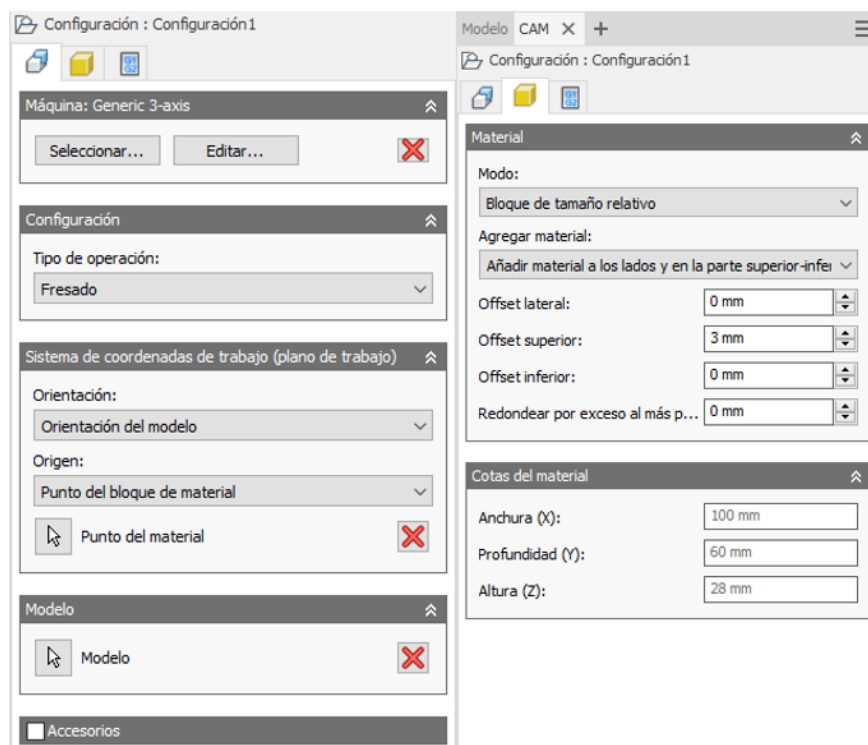 Configuración : Configuración1
Máquina: Generic 3-axis
Seleccionar...
Editar...
Configuración
Tipo de operación:
Fresado
Sistema de coordenadas de trabajo (plano de trabajo)
Orientación:
Orientación del modelo
Origen:
Punto del bloque de material
Punto del material
Modelo
Modelo
Accesorios
Modelo CAM
Configuración : Configuración1
G1
G2
Material
Modo:
Bloque de tamaño relativo
Agregar material:
Añadir material a los lados y en la parte superior-infer
Offset lateral: 0 mm
Offset superior: 3 mm
Offset inferior: 0 mm
Redondear por exceso al más p... 0 mm
Cotas del material
Anchura (X): 100 mm
Profundidad (Y): 60 mm
Altura (Z): 28 mm